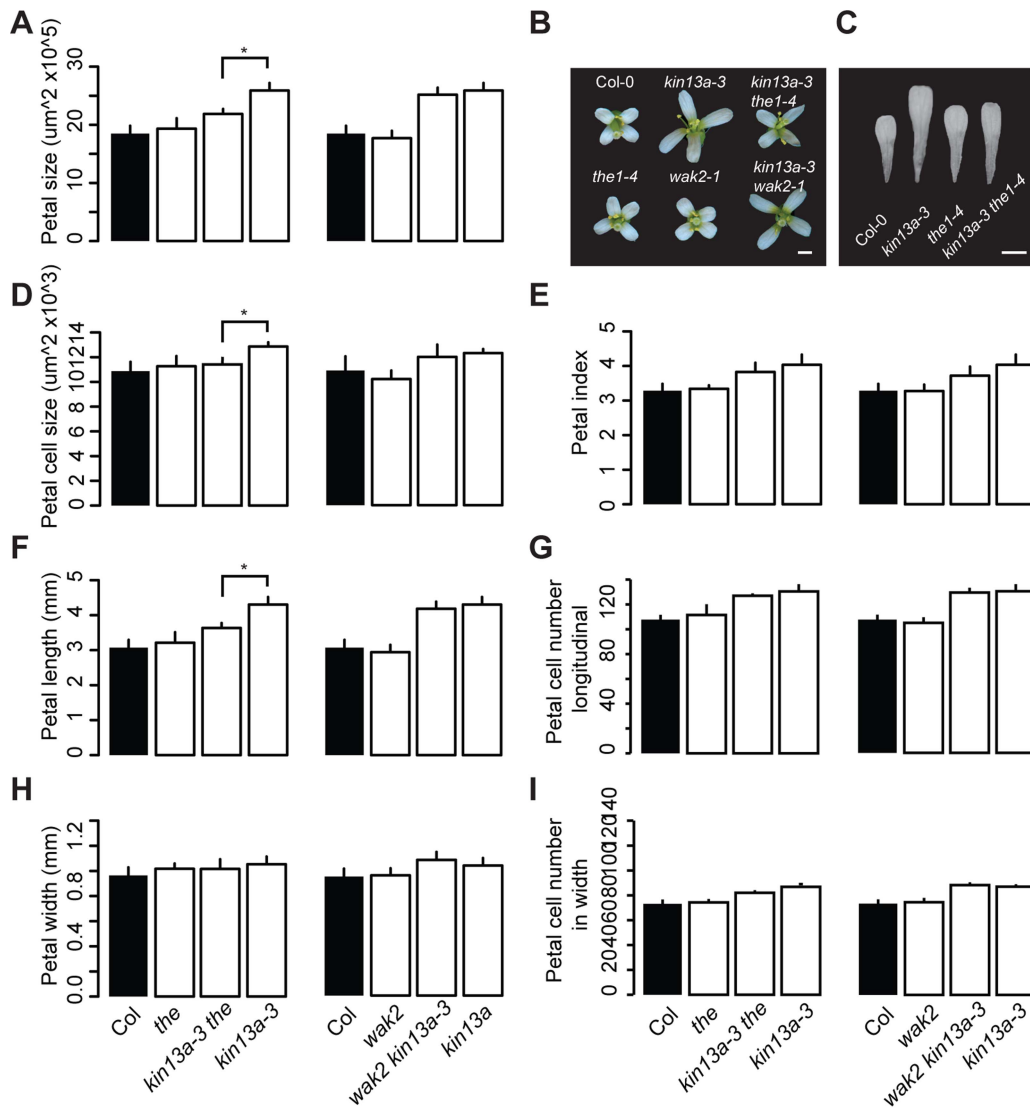 A
Petal size (um^2 x10^5)
0 10 20 30
*
B
Col-0
kin13a-3
kin13a-3
the1-4
the1-4
wak2-1
kin13a-3
wak2-1
C
Col-0
kin13a-3
the1-4
kin13a-3 the1-4
D
Petal cell size (um^2 x10^3)
0 2 4 6 8 101214
*
E
Petal index
0 1 2 3 4 5
F
Petal length (mm)
0 1 2 3 4 5
*
G
Petal cell number
longitudinal
0 40 80 120
H
Petal width (mm)
0.0 0.4 0.8 1.2
Col
the
kin13a-3 the
kin13a-3
Col
wak2
wak2 kin13a-3
kin13a
I
Petal cell number
in width
0 20406080 100120140
Col
the
kin13a-3 the
kin13a-3
Col
wak2
wak2 kin13a-3
kin13a-3